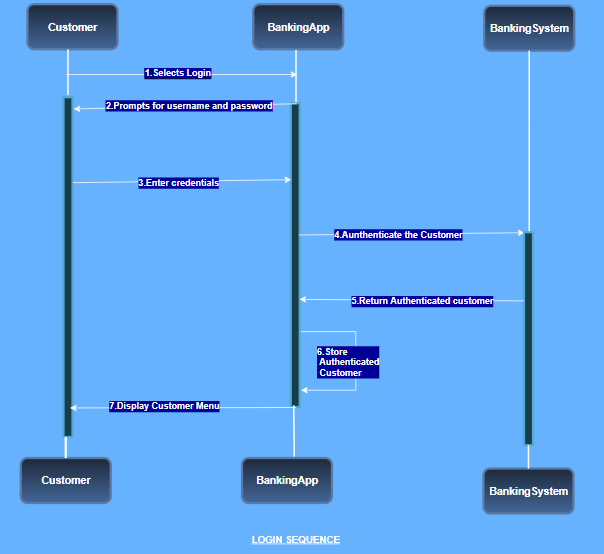 Customer
BankingApp
BankingSystem
1.Selects Login
2.Prompts for username and password
3.Enter credentials
4.Aunthenticate the Customer
5.Return Authenticated customer
6.Store
Authenticated
Customer
7.Display Customer Menu
Customer
BankingApp
BankingSystem
LOGIN SEQUENCE